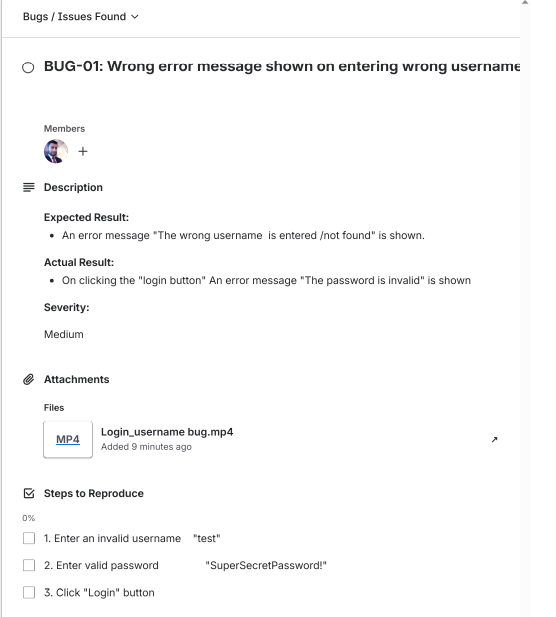 Bugs / Issues Found
BUG-01: Wrong error message shown on entering wrong username
Members
Description
Expected Result:
An error message "The wrong username is entered /not found" is shown.
Actual Result:
On clicking the "login button" An error message "The password is invalid" is shown
Severity:
Medium
Attachments
Files
MP4
Login_username bug.mp4
Added 9 minutes ago
Steps to Reproduce
0%
1. Enter an invalid username "test"
2. Enter valid password "SuperSecretPassword!"
3. Click "Login" button